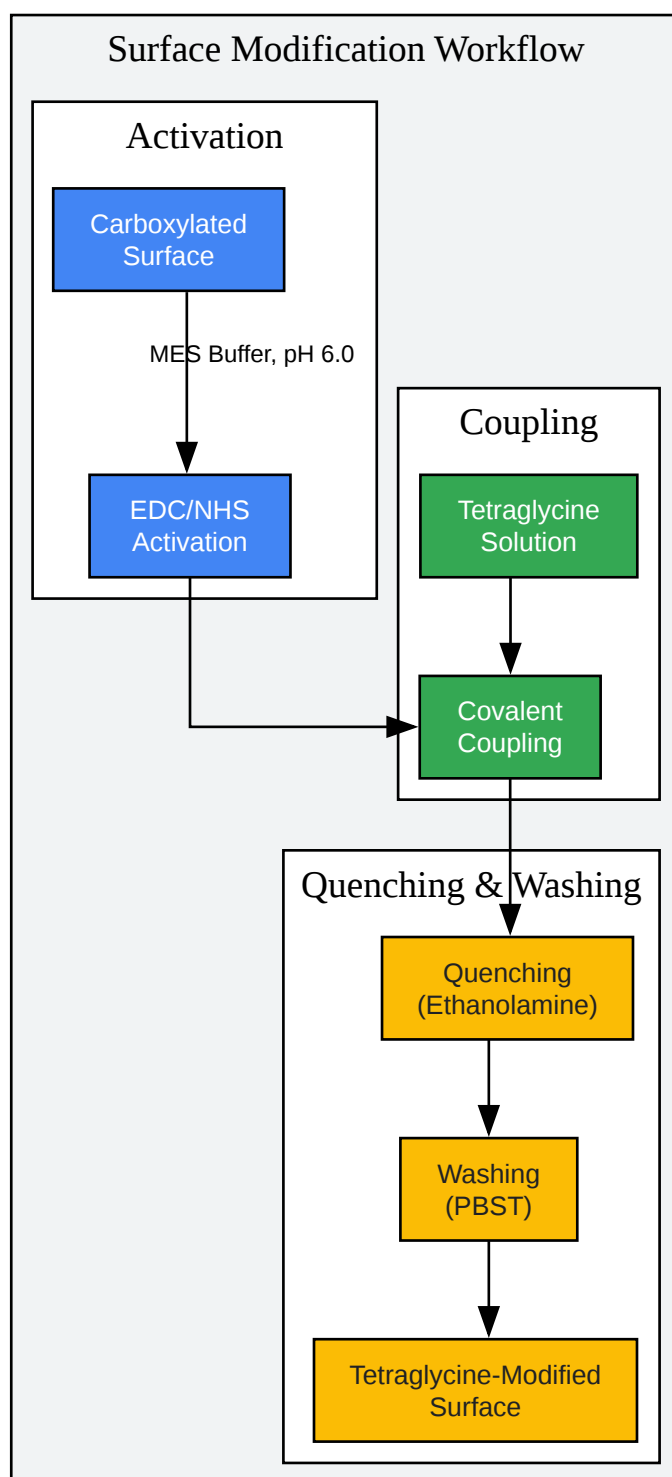 Surface Modification Workflow
Activation
Carboxylated
Surface
MES Buffer, pH 6.0
EDC/NHS
Activation
Coupling
Tetraglycine
Solution
Covalent
Coupling
Quenching & Washing
Quenching
(Ethanolamine)
Washing
(PBST)
Tetraglycine-Modified
Surface